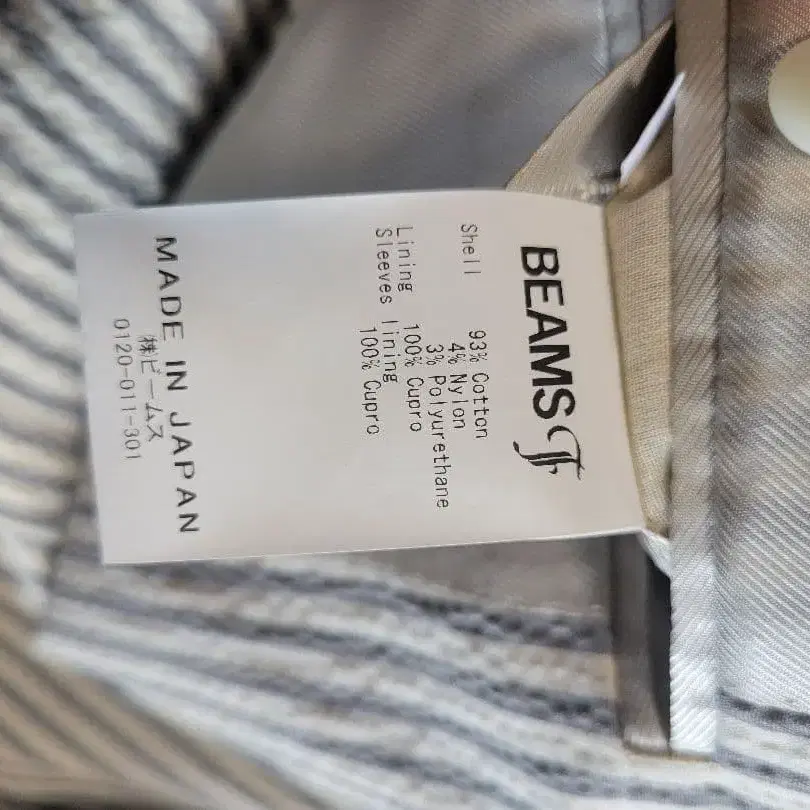 BEAMS F
Shell 93% Cotton
4% Nylon
3% Polyurethane
Lining 100% Cupro
Sleeves lining
100% Cupro
MADE IN JAPAN
㈱ビームス
0120-011-301